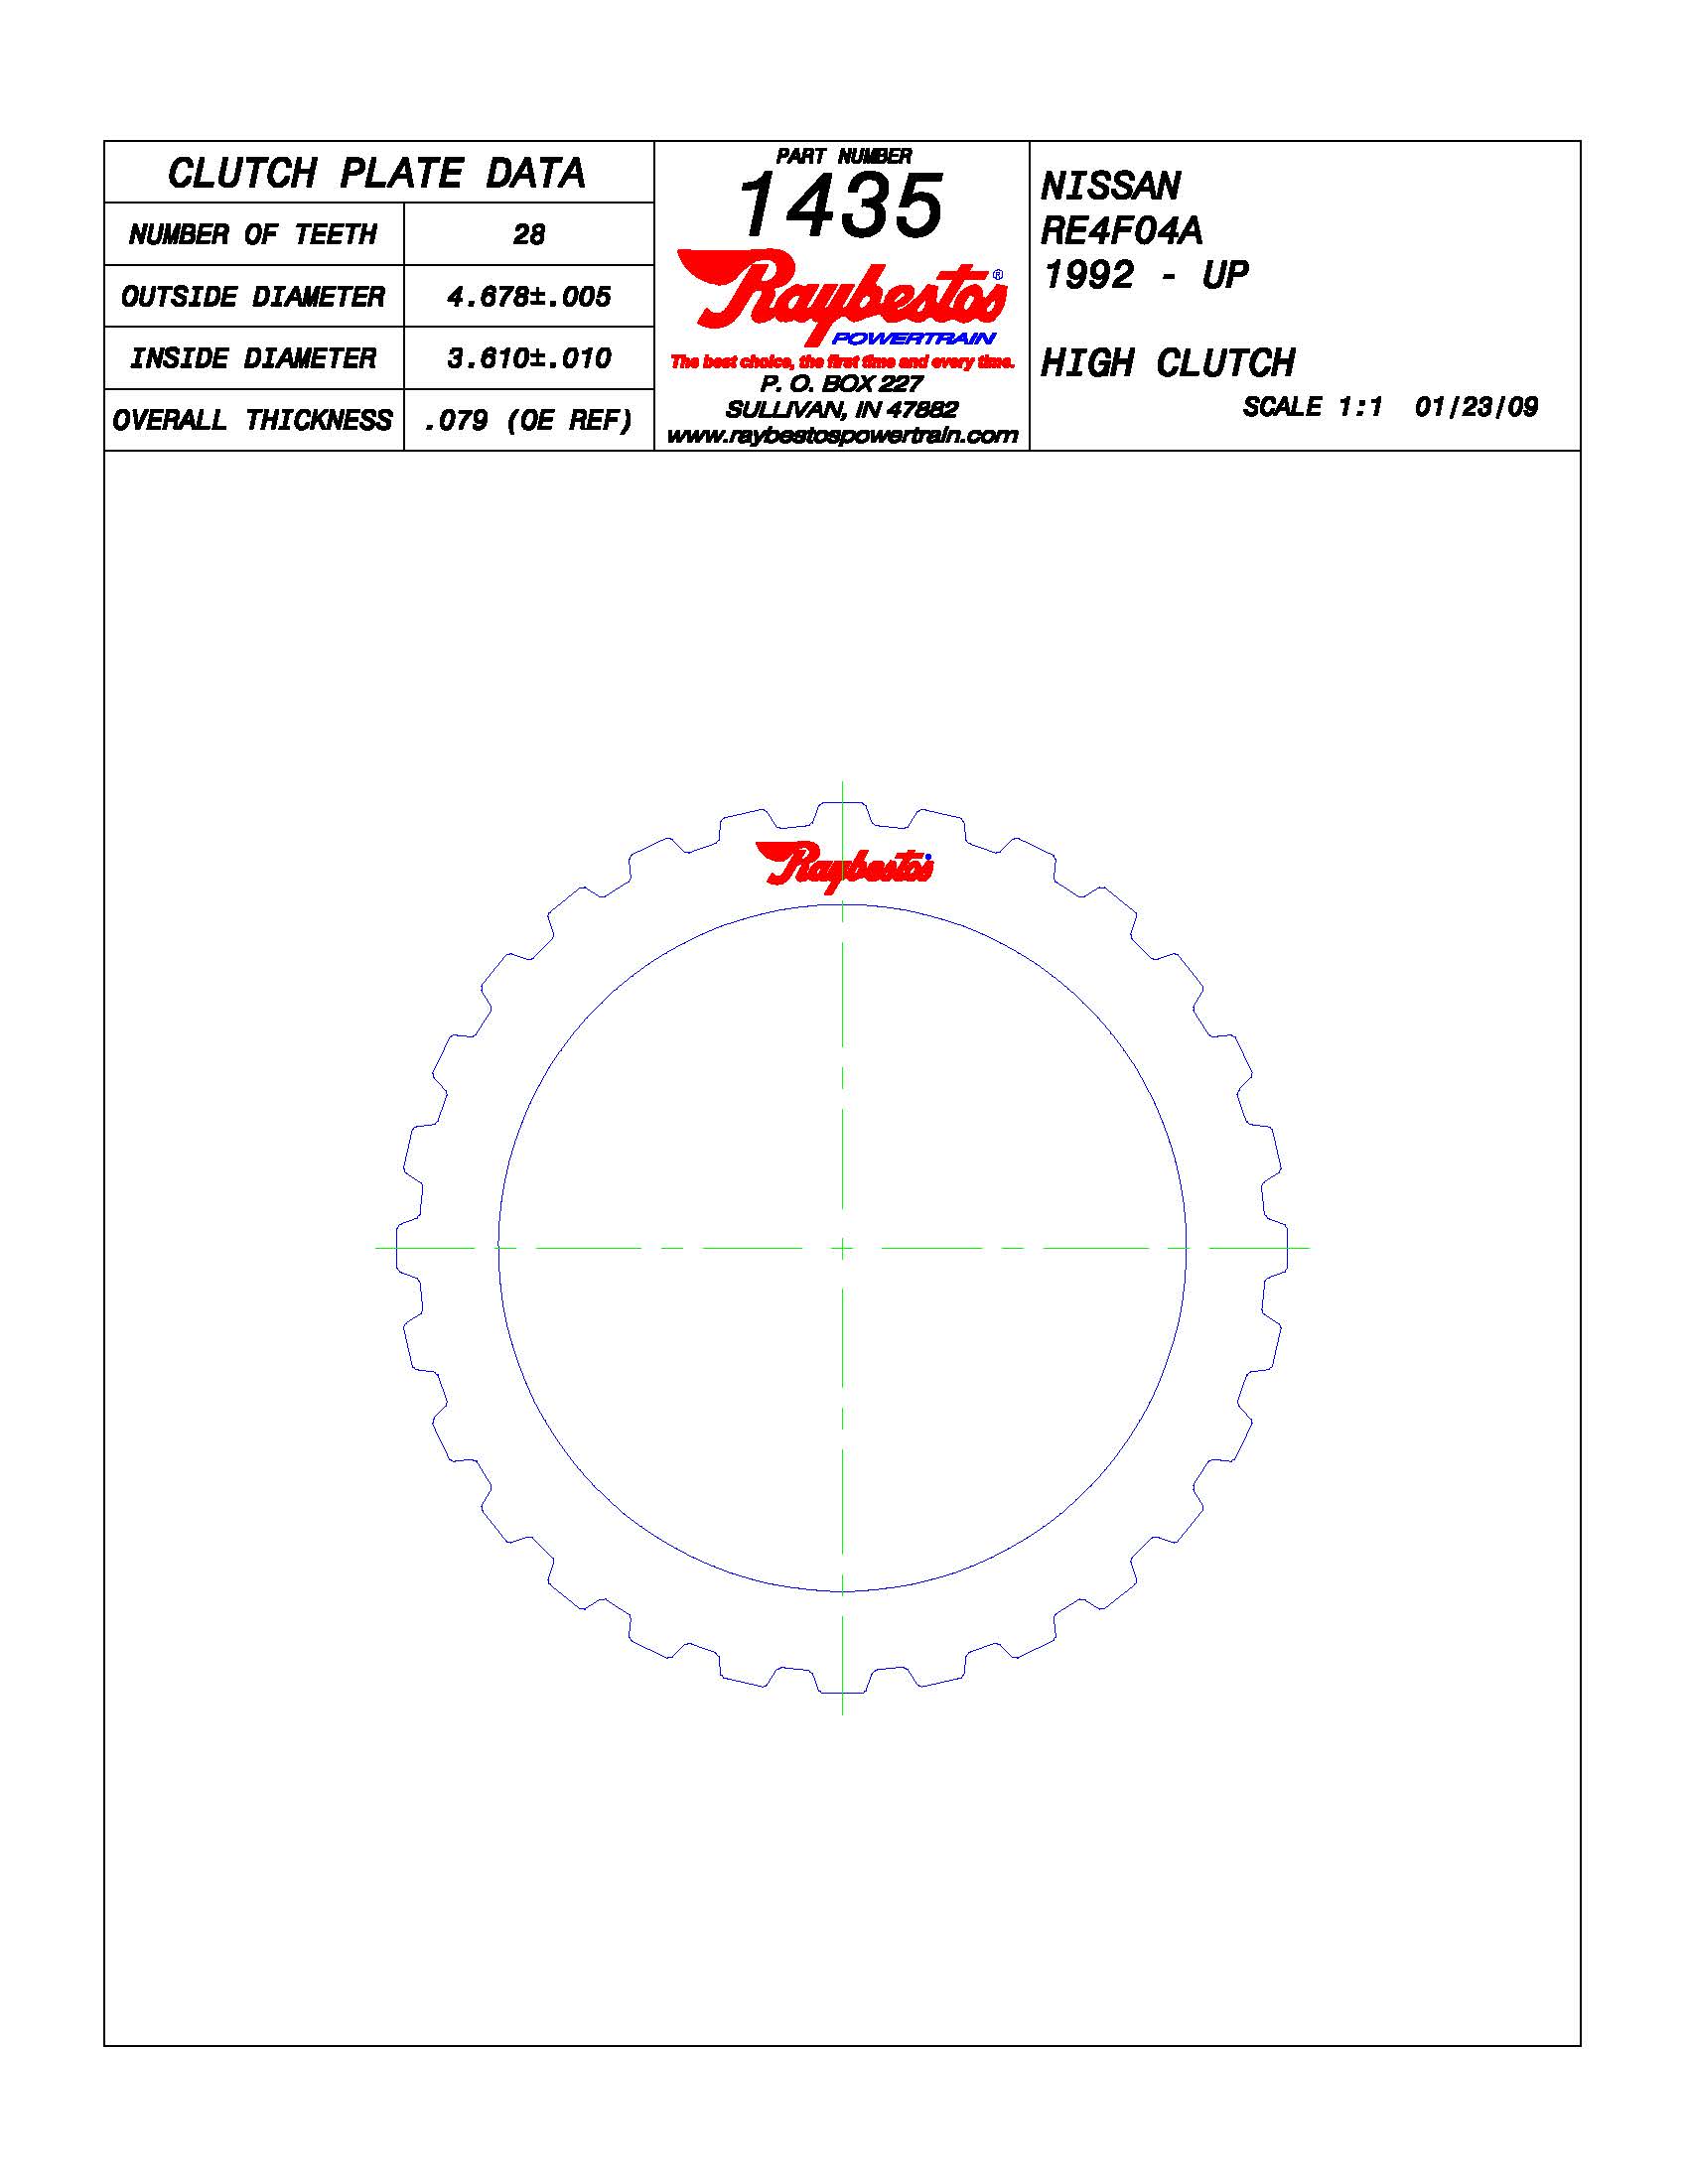 CLUTCH PLATE DATA
NUMBER OF TEETH 28
OUTSIDE DIAMETER 4.678±.005
INSIDE DIAMETER 3.610±.010
OVERALL THICKNESS .079 (OE REF)
PART NUMBER
1435
Raybestos®
POWERTRAIN
The best choice, the first time and every time.
P. O. BOX 227
SULLIVAN, IN 47882
www.raybestospowertrain.com
NISSAN
RE4F04A
1992 - UP
HIGH CLUTCH
SCALE 1:1 01/23/09
Raybestos